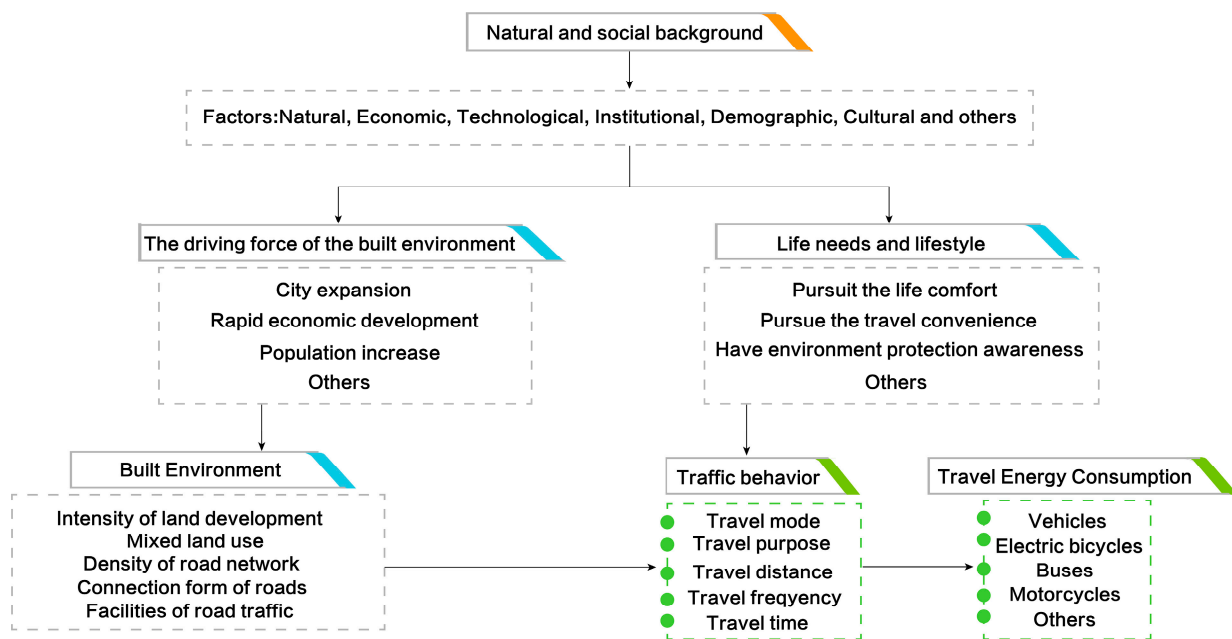 Natural and social background
Factors:Natural, Economic, Technological, Institutional, Demographic, Cultural and others
The driving force of the built environment
City expansion
Rapid economic development
Population increase
Others
Life needs and lifestyle
Pursuit the life comfort
Pursue the travel convenience
Have environment protection awareness
Others
Built Environment
Intensity of land development
Mixed land use
Density of road network
Connection form of roads
Facilities of road traffic
Traffic behavior
Travel mode
Travel purpose
Travel distance
Travel freqyency
Travel time
Travel Energy Consumption
Vehicles
Electric bicycles
Buses
Motorcycles
Others